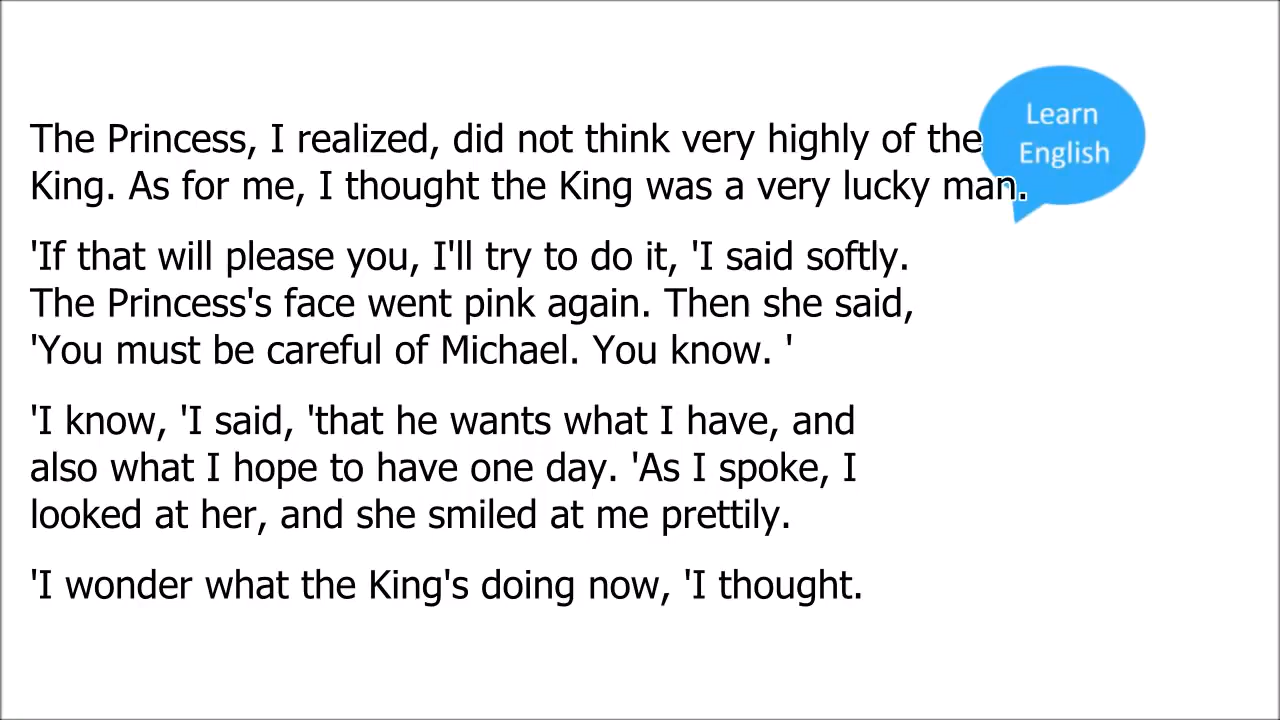 Learn
English
The Princess, I realized, did not think very highly of the
King. As for me, I thought the King was a very lucky man.
'If that will please you, I'll try to do it, 'I said softly.
The Princess's face went pink again. Then she said,
'You must be careful of Michael. You know. '
'I know, 'I said, 'that he wants what I have, and
also what I hope to have one day. 'As I spoke, I
looked at her, and she smiled at me prettily.
'I wonder what the King's doing now, 'I thought.